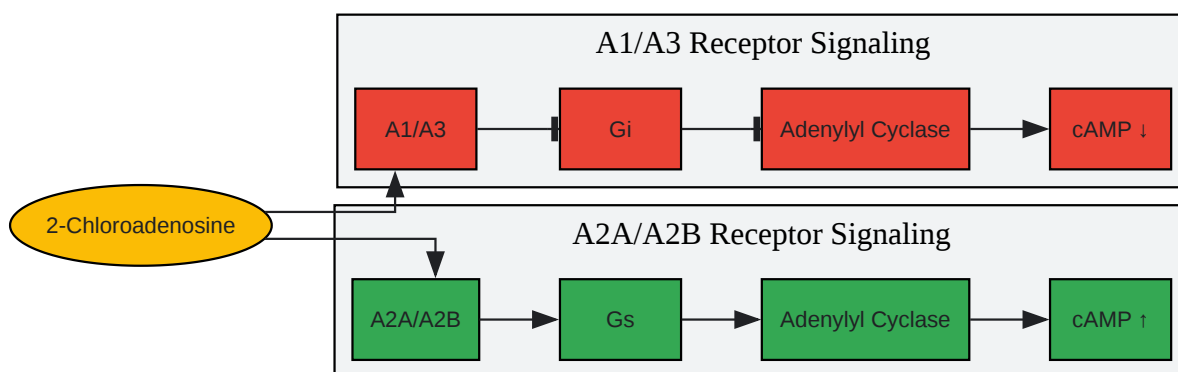 A1/A3 Receptor Signaling
A1/A3
Gi
Adenylyl Cyclase
cAMP ↓
2-Chloroadenosine
A2A/A2B Receptor Signaling
A2A/A2B
Gs
Adenylyl Cyclase
cAMP ↑